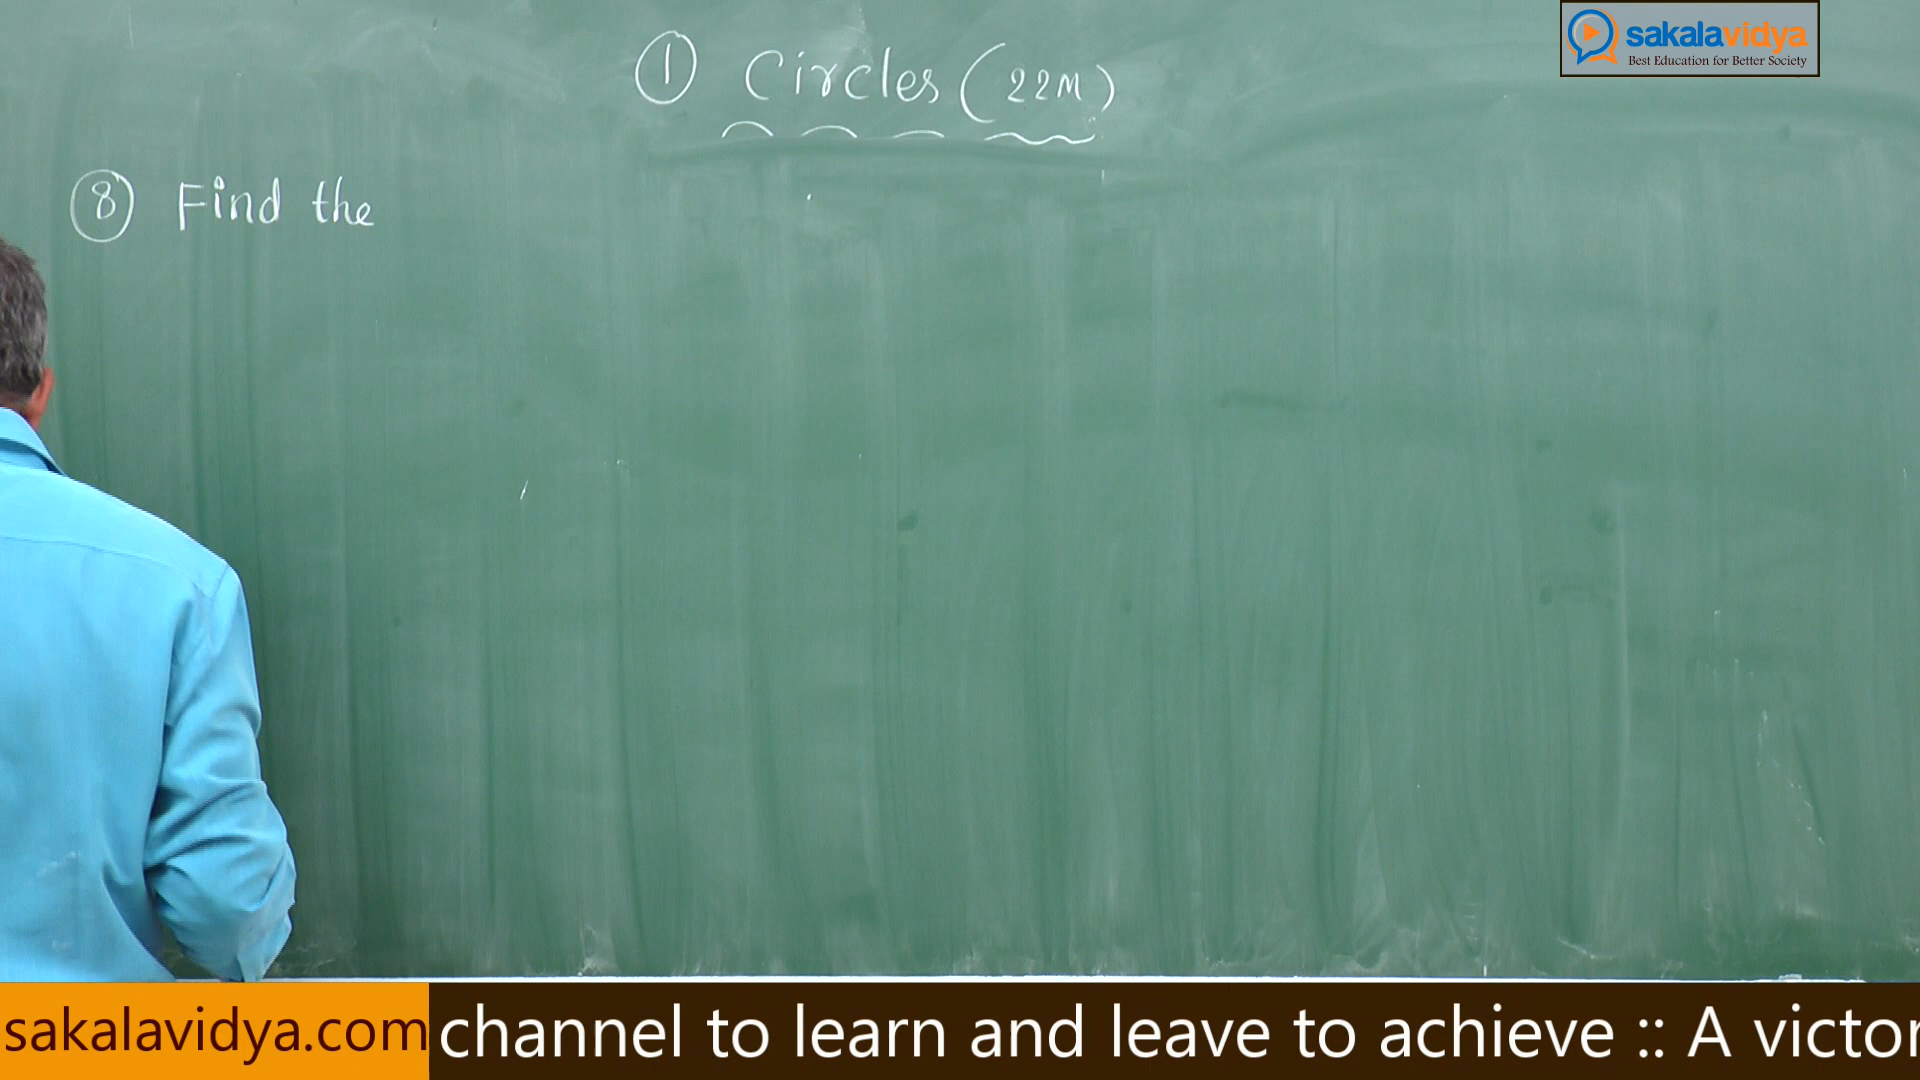 ① Circles (22M)
sakalavidya
Best Education for Better Society
⑧ Find the
sakalavidya.com channel to learn and leave to achieve :: A victor